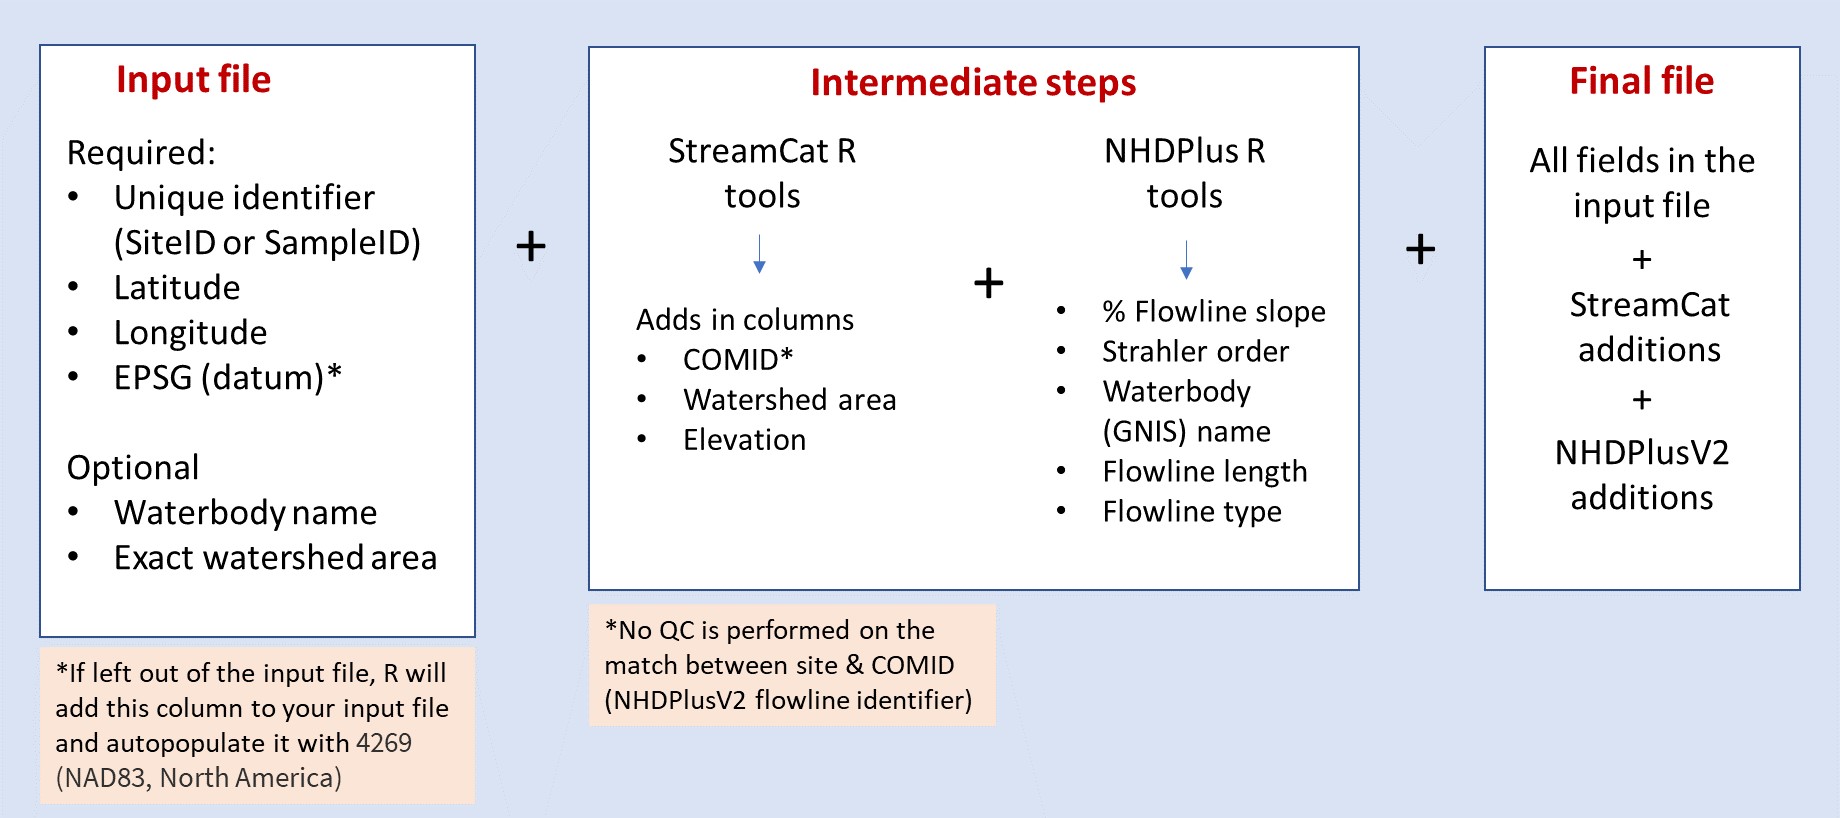 Input file
Required:
• Unique identifier
(SiteID or SampleID)
• Latitude
• Longitude
• EPSG (datum)*
Optional
• Waterbody name
• Exact watershed area
*If left out of the input file, R will
add this column to your input file
and autopopulate it with 4269
(NAD83, North America)
+
Intermediate steps
StreamCat R
tools
Adds in columns
• COMID*
• Watershed area
• Elevation
+
NHDPlus R
tools
• % Flowline slope
• Strahler order
• Waterbody
(GNIS) name
• Flowline length
• Flowline type
*No QC is performed on the
match between site & COMID
(NHDPlusV2 flowline identifier)
+
Final file
All fields in the
input file
+
StreamCat
additions
+
NHDPlusV2
additions